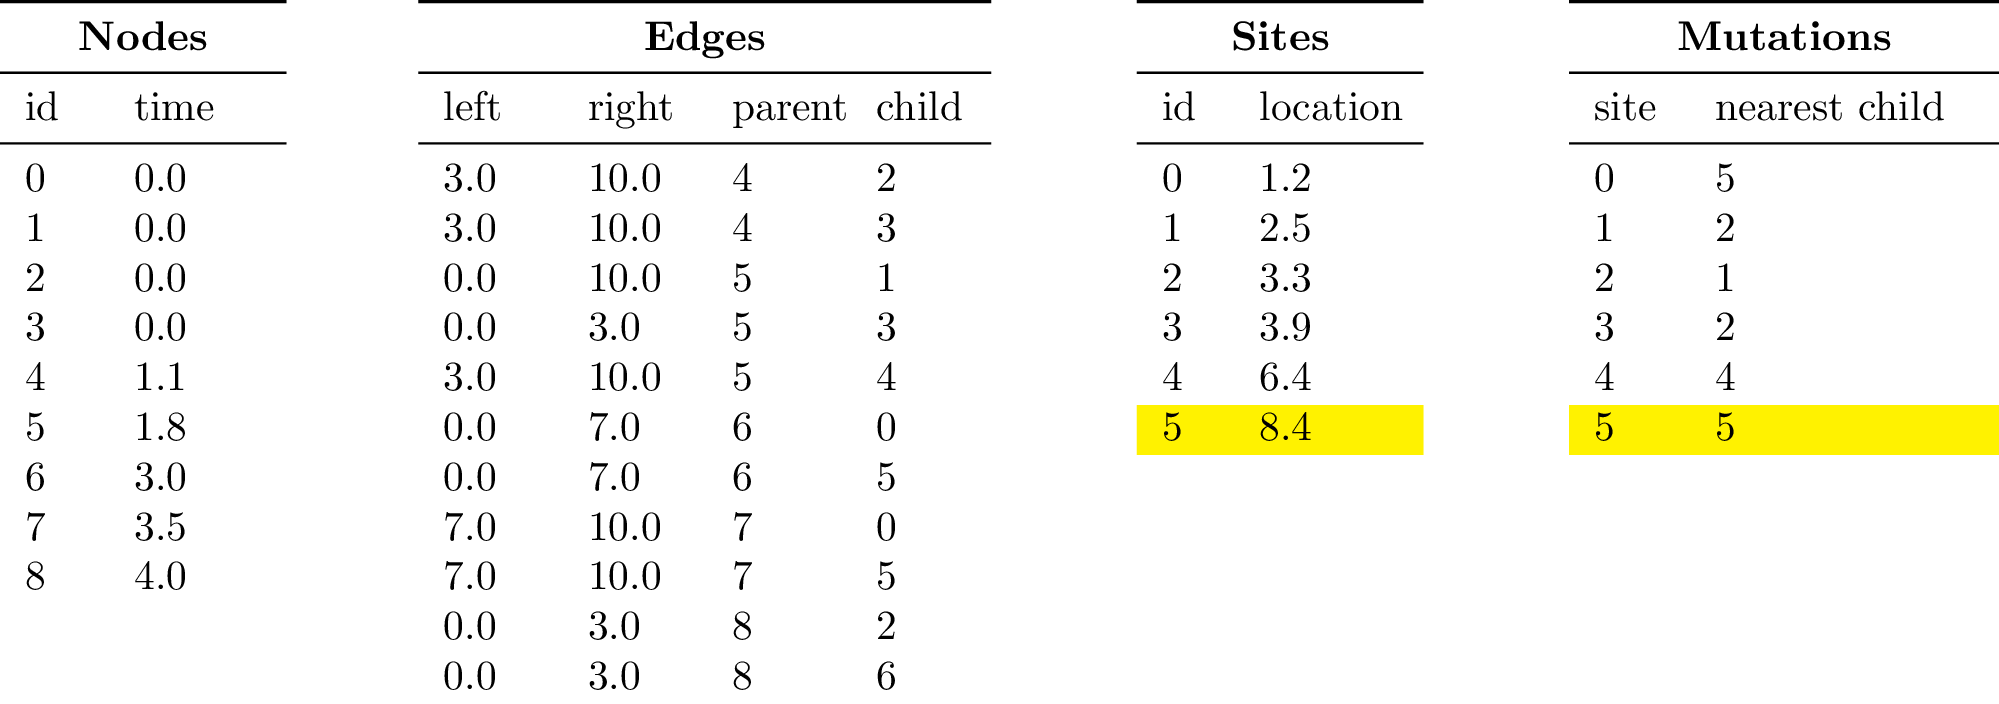 Nodes Edges Sites Mutations
id time left right parent child id location site nearest child
0 0.0 3.0 10.0 4 2 0 1.2 0 5
1 0.0 3.0 10.0 4 3 1 2.5 1 2
2 0.0 0.0 10.0 5 1 2 3.3 2 1
3 0.0 0.0 3.0 5 3 3 3.9 3 2
4 1.1 3.0 10.0 5 4 4 6.4 4 4
5 1.8 0.0 7.0 6 0 5 8.4 5 5
6 3.0 0.0 7.0 6 5
7 3.5 7.0 10.0 7 0
8 4.0 7.0 10.0 7 5
0.0 3.0 8 2
0.0 3.0 8 6